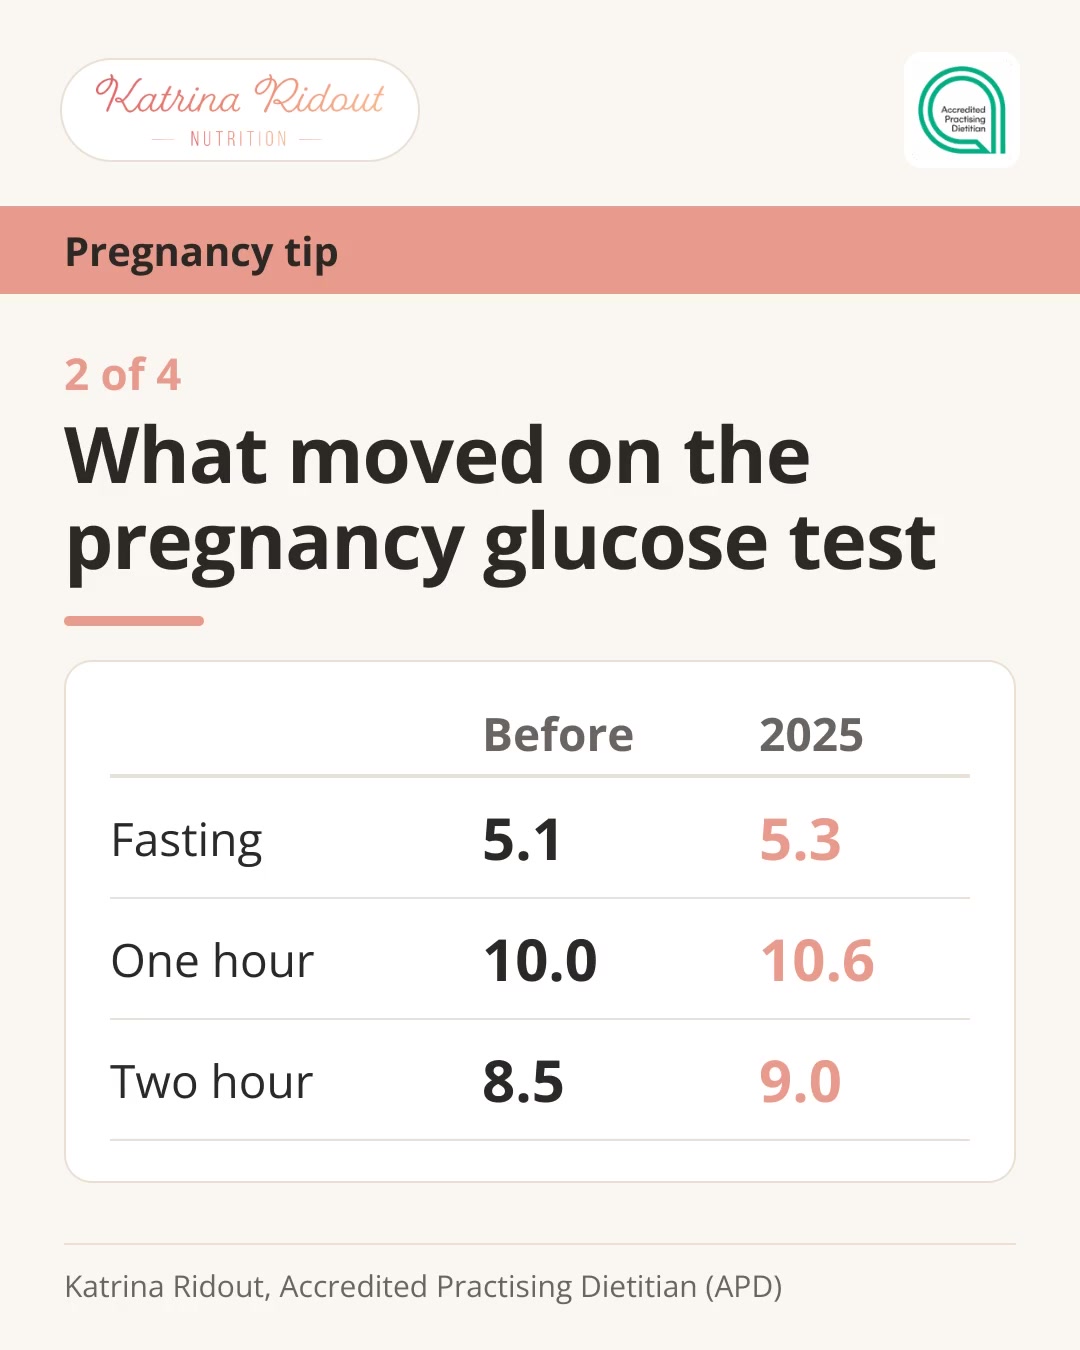 Katrina Ridout
NUTRITION
Accredited
Practising
Dietitian
Pregnancy tip
2 of 4
What moved on the
pregnancy glucose test
Before 2025
Fasting 5.1 5.3
One hour 10.0 10.6
Two hour 8.5 9.0
Katrina Ridout, Accredited Practising Dietitian (APD)